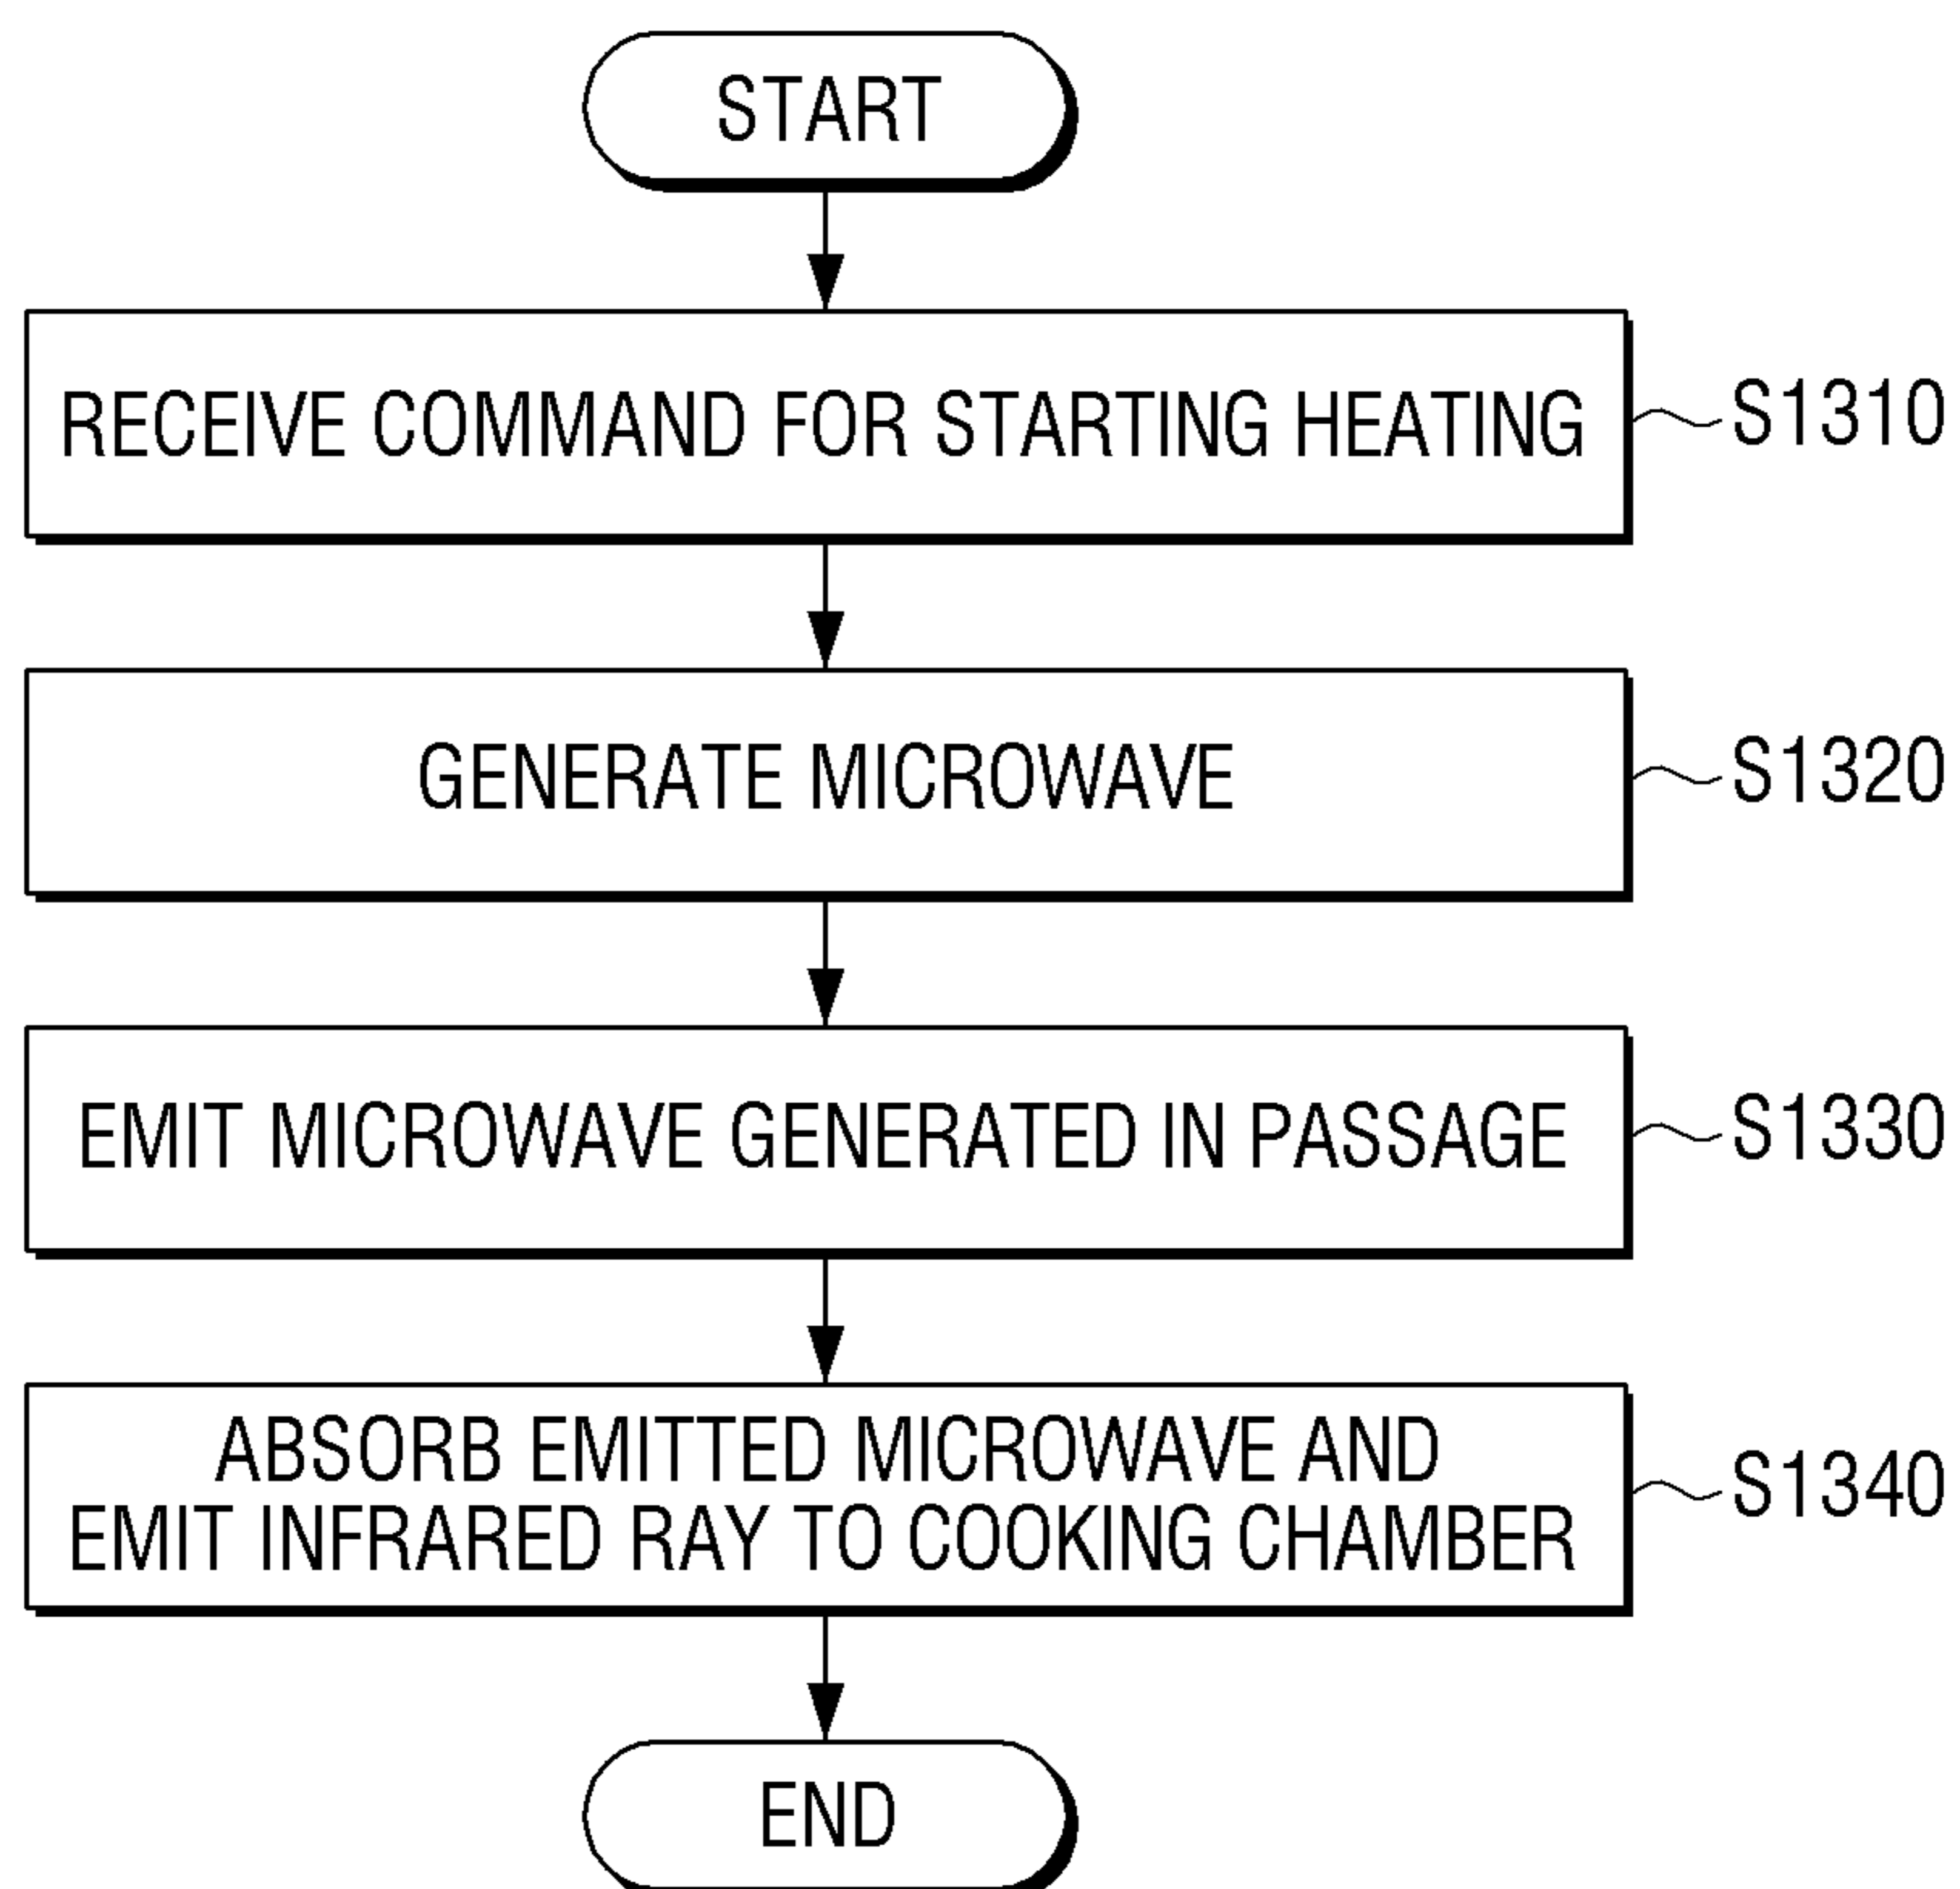 START
RECEIVE COMMAND FOR STARTING HEATING
S1310
GENERATE MICROWAVE
S1320
EMIT MICROWAVE GENERATED IN PASSAGE
S1330
ABSORB EMITTED MICROWAVE AND
EMIT INFRARED RAY TO COOKING CHAMBER
S1340
END